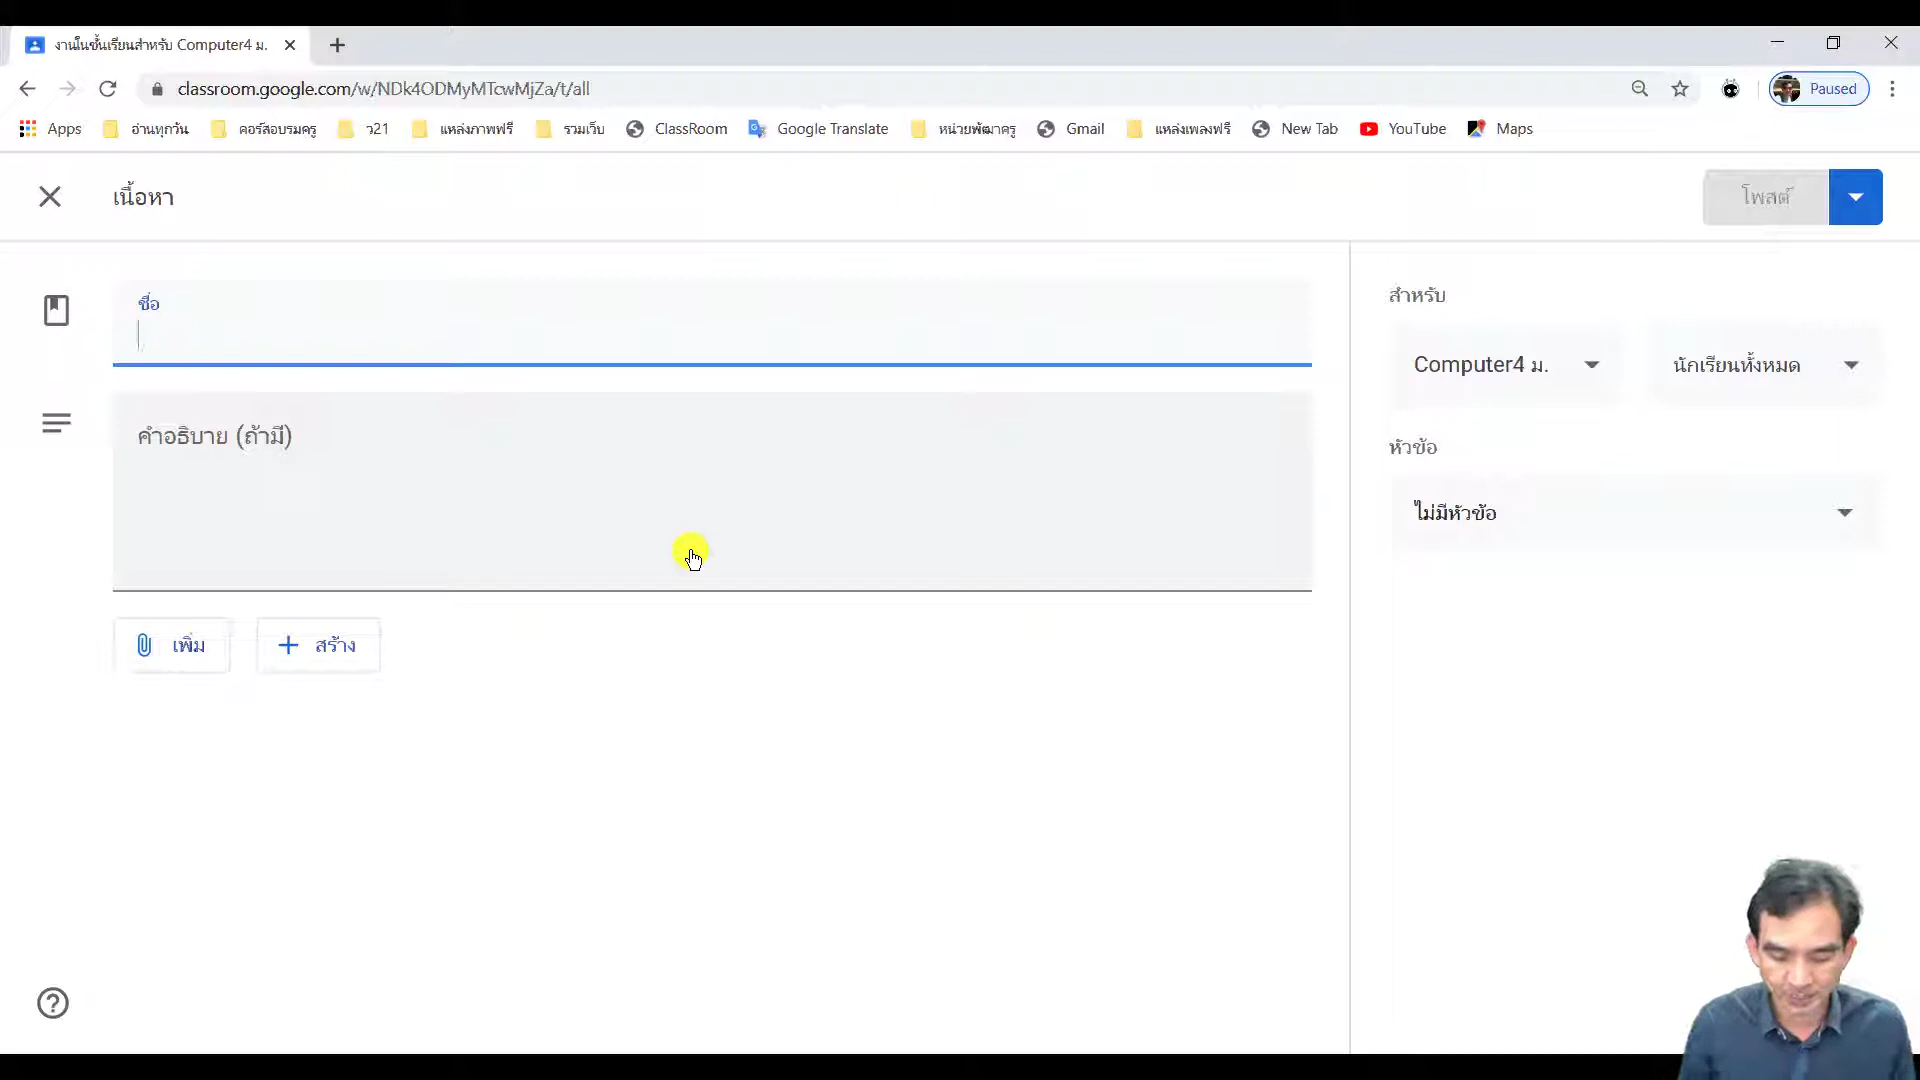 งานในชั้นเรียนสำหรับ Computer4 ม.
classroom.google.com/w/NDk4ODMyMTcwMjZa/t/all
Paused
Apps อ่านทุกวัน คอร์สอบรมครู ว21 แหล่งภาพฟรี รวมเว็บ ClassRoom Google Translate หน่วยพัฒาครู Gmail แหล่งเพลงฟรี New Tab YouTube Maps
เนื้อหา
โพสต์
ชื่อ
คำอธิบาย (ถ้ามี)
เพิ่ม
สร้าง
สำหรับ
Computer4 ม.
นักเรียนทั้งหมด
หัวข้อ
ไม่มีหัวข้อ